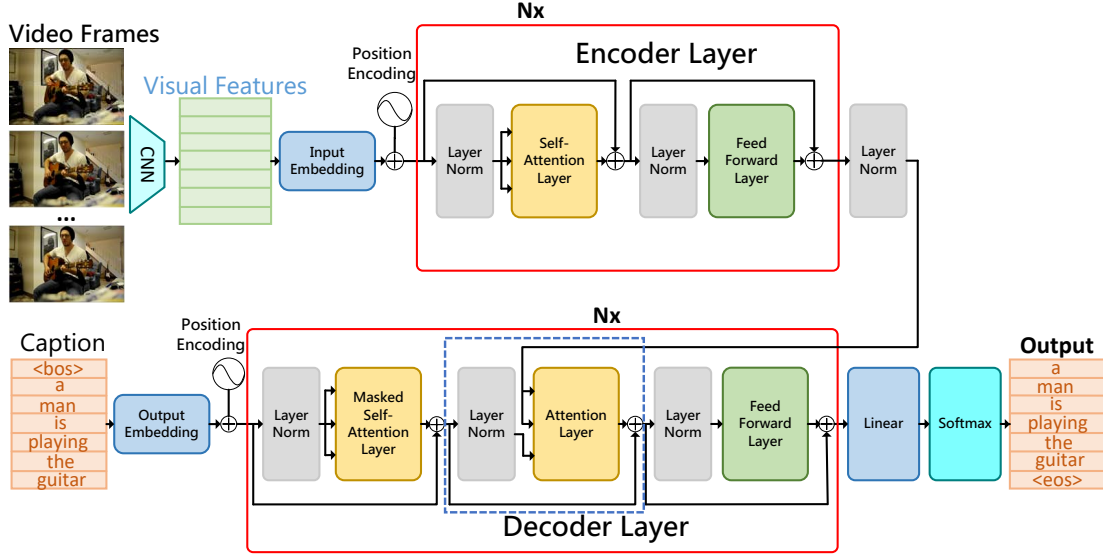 Nx
Video Frames
Encoder Layer
Position
Encoding
Visual Features
CNN
Input
Embedding
Layer
Norm
Self-
Attention
Layer
Layer
Norm
Feed
Forward
Layer
Layer
Norm
...
Nx
Position
Encoding
Caption
<bos>
a
man
is
playing
the
guitar
Output
Embedding
Layer
Norm
Masked
Self-
Attention
Layer
Layer
Norm
Attention
Layer
Layer
Norm
Feed
Forward
Layer
Linear
Softmax
Output
a
man
is
playing
the
guitar
<eos>
Decoder Layer